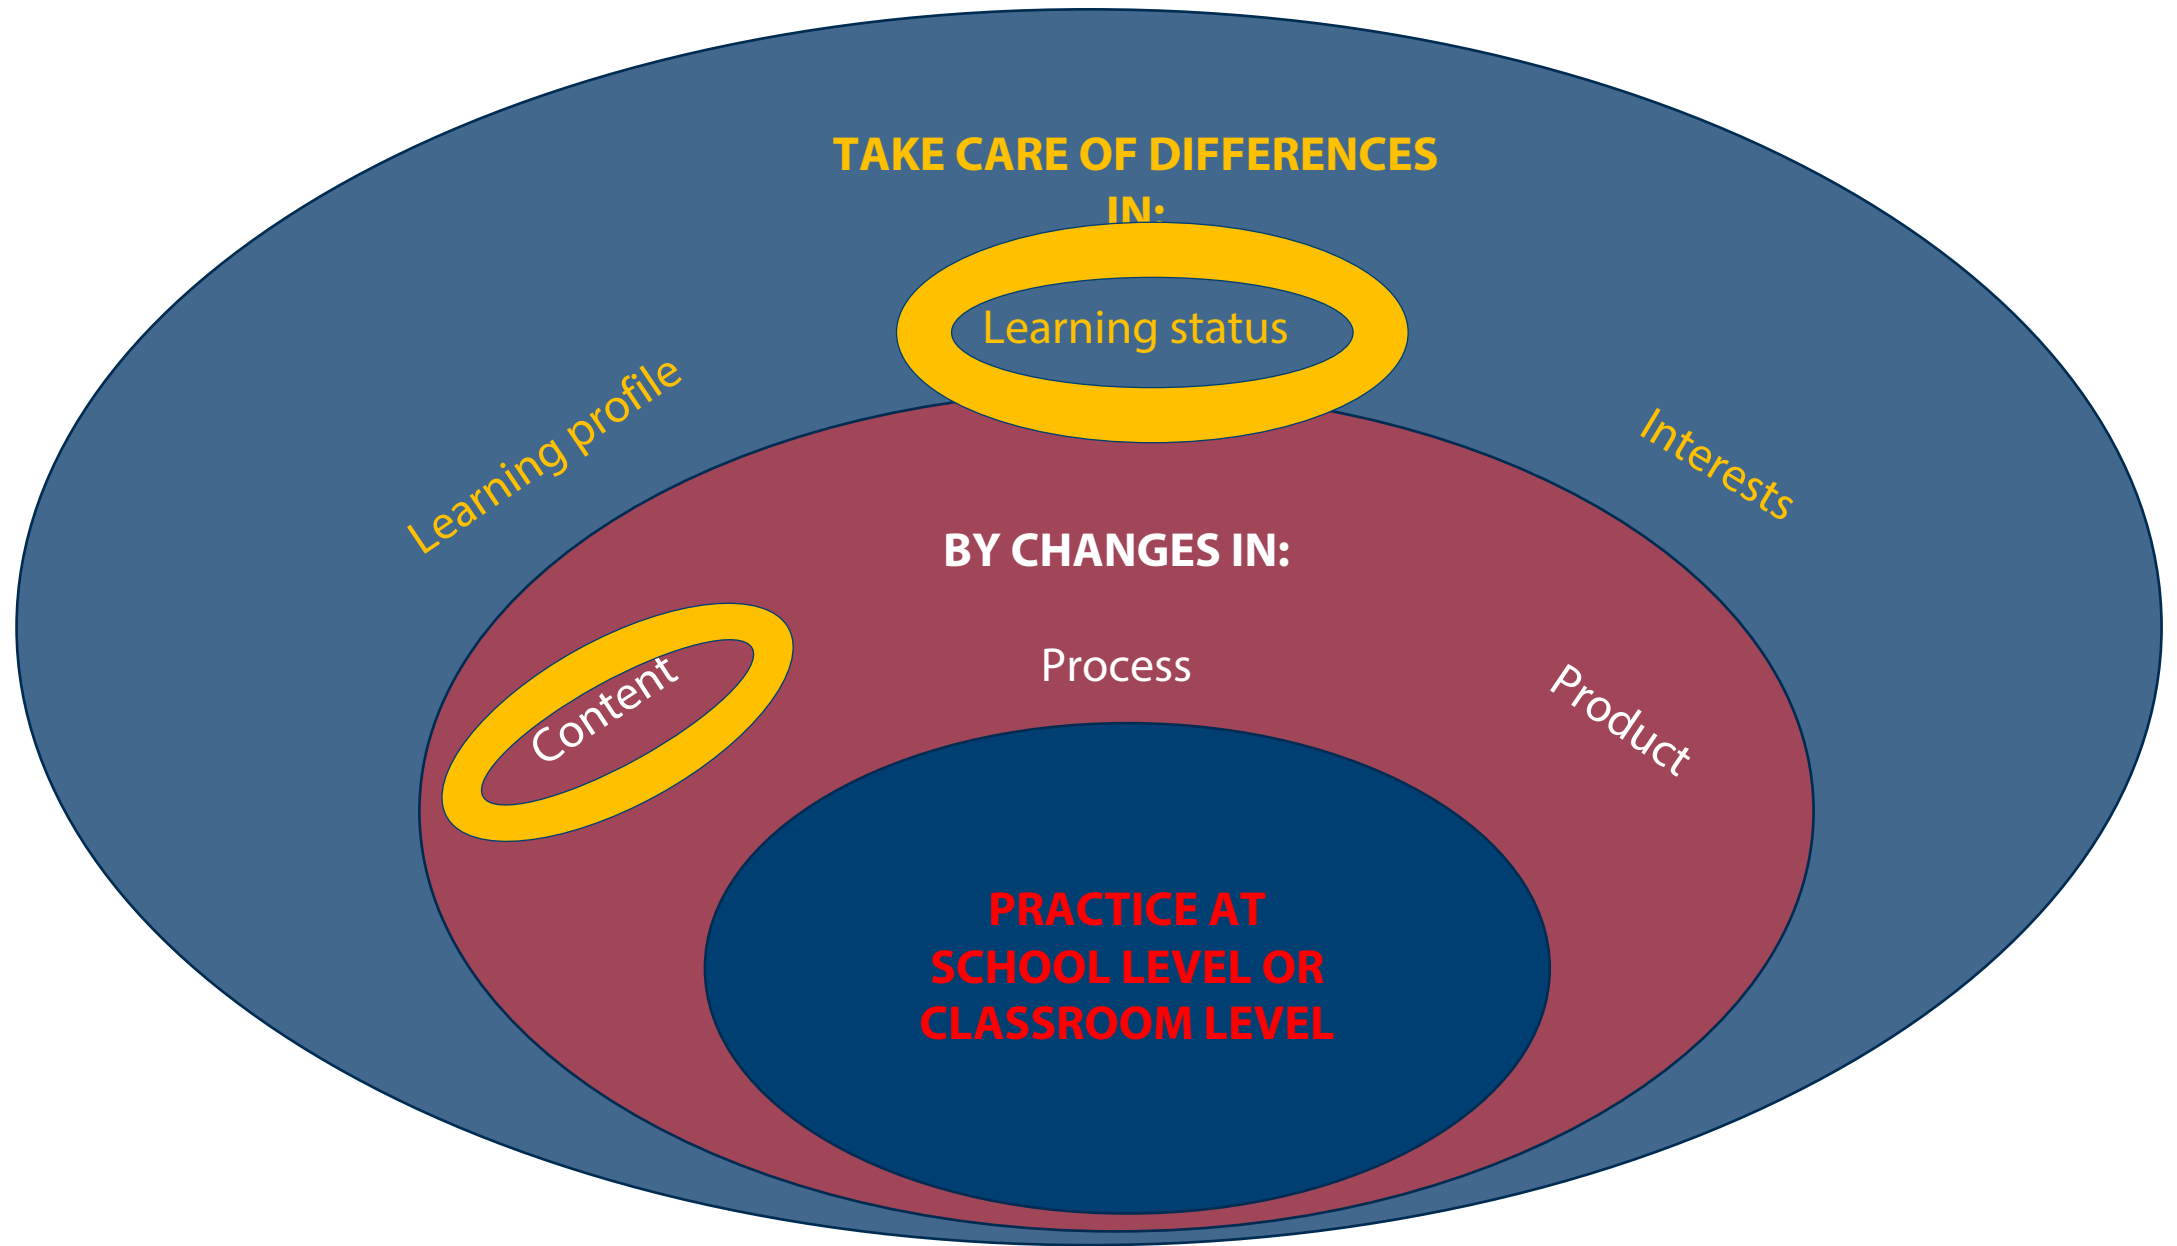 TAKE CARE OF DIFFERENCES
IN:
Learning status
Learning profile
Interests
BY CHANGES IN:
Process
Content
Product
PRACTICE AT
SCHOOL LEVEL OR
CLASSROOM LEVEL